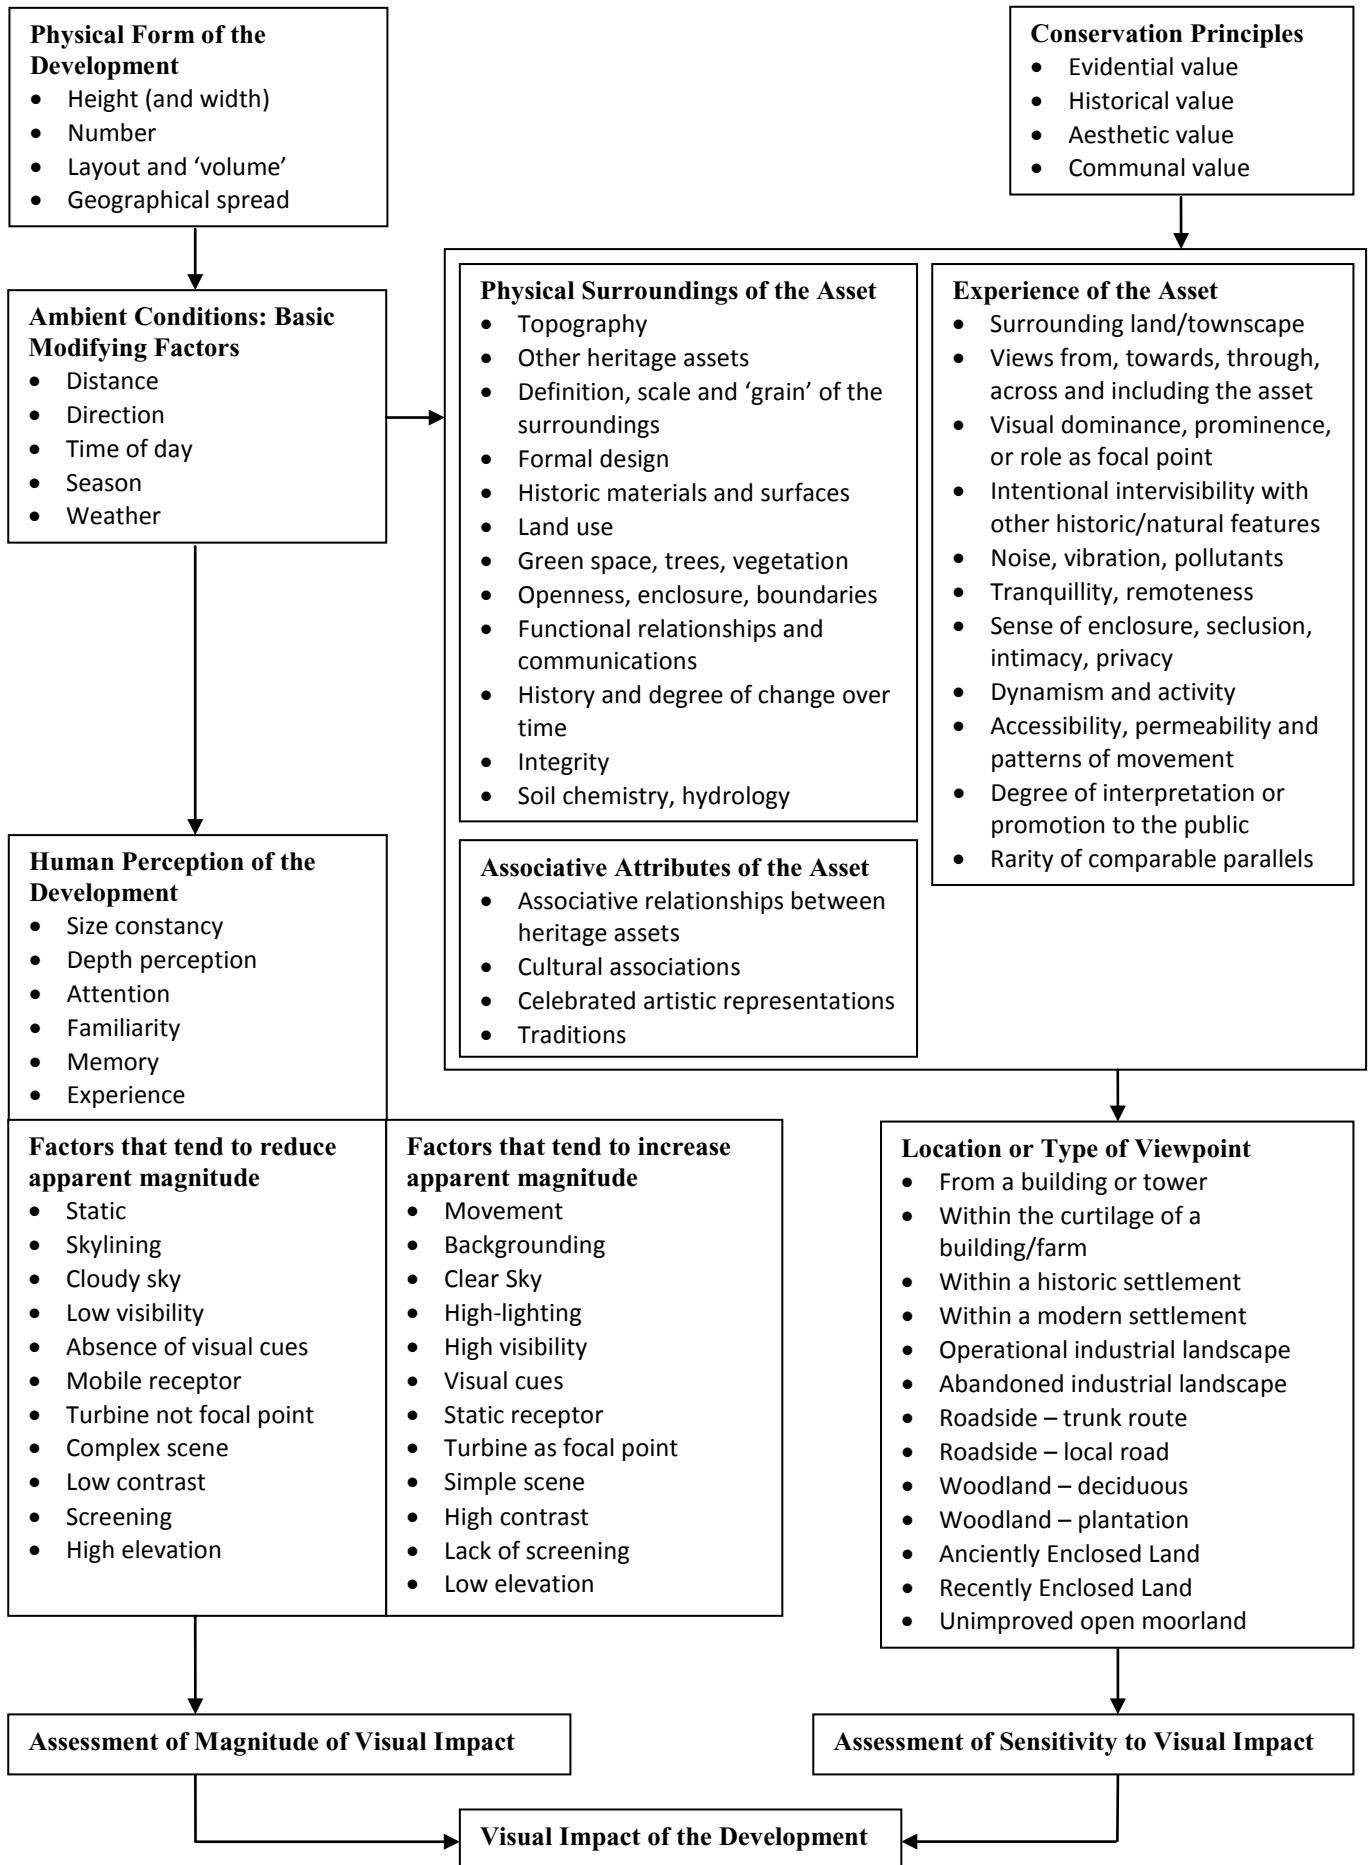 Physical Form of the
Development
• Height (and width)
• Number
• Layout and ‘volume’
• Geographical spread
Conservation Principles
• Evidential value
• Historical value
• Aesthetic value
• Communal value
Ambient Conditions: Basic
Modifying Factors
• Distance
• Direction
• Time of day
• Season
• Weather
Physical Surroundings of the Asset
• Topography
• Other heritage assets
• Definition, scale and ‘grain’ of the
surroundings
• Formal design
• Historic materials and surfaces
• Land use
• Green space, trees, vegetation
• Openness, enclosure, boundaries
• Functional relationships and
communications
• History and degree of change over
time
• Integrity
• Soil chemistry, hydrology
Experience of the Asset
• Surrounding land/townscape
• Views from, towards, through,
across and including the asset
• Visual dominance, prominence,
or role as focal point
• Intentional intervisibility with
other historic/natural features
• Noise, vibration, pollutants
• Tranquillity, remoteness
• Sense of enclosure, seclusion,
intimacy, privacy
• Dynamism and activity
• Accessibility, permeability and
patterns of movement
• Degree of interpretation or
promotion to the public
• Rarity of comparable parallels
Associative Attributes of the Asset
• Associative relationships between
heritage assets
• Cultural associations
• Celebrated artistic representations
• Traditions
Human Perception of the
Development
• Size constancy
• Depth perception
• Attention
• Familiarity
• Memory
• Experience
Factors that tend to reduce
apparent magnitude
• Static
• Skylining
• Cloudy sky
• Low visibility
• Absence of visual cues
• Mobile receptor
• Turbine not focal point
• Complex scene
• Low contrast
• Screening
• High elevation
Factors that tend to increase
apparent magnitude
• Movement
• Backgrounding
• Clear Sky
• High-lighting
• High visibility
• Visual cues
• Static receptor
• Turbine as focal point
• Simple scene
• High contrast
• Lack of screening
• Low elevation
Location or Type of Viewpoint
• From a building or tower
• Within the curtilage of a
building/farm
• Within a historic settlement
• Within a modern settlement
• Operational industrial landscape
• Abandoned industrial landscape
• Roadside – trunk route
• Roadside – local road
• Woodland – deciduous
• Woodland – plantation
• Anciently Enclosed Land
• Recently Enclosed Land
• Unimproved open moorland
Assessment of Magnitude of Visual Impact
Assessment of Sensitivity to Visual Impact
Visual Impact of the Development